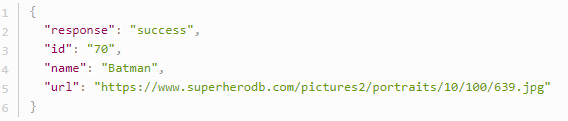 1 {
2 "response": "success",
3 "id": "70",
4 "name": "Batman",
5 "url": "https://www.superherodb.com/pictures2/portraits/10/100/639.jpg"
6 }